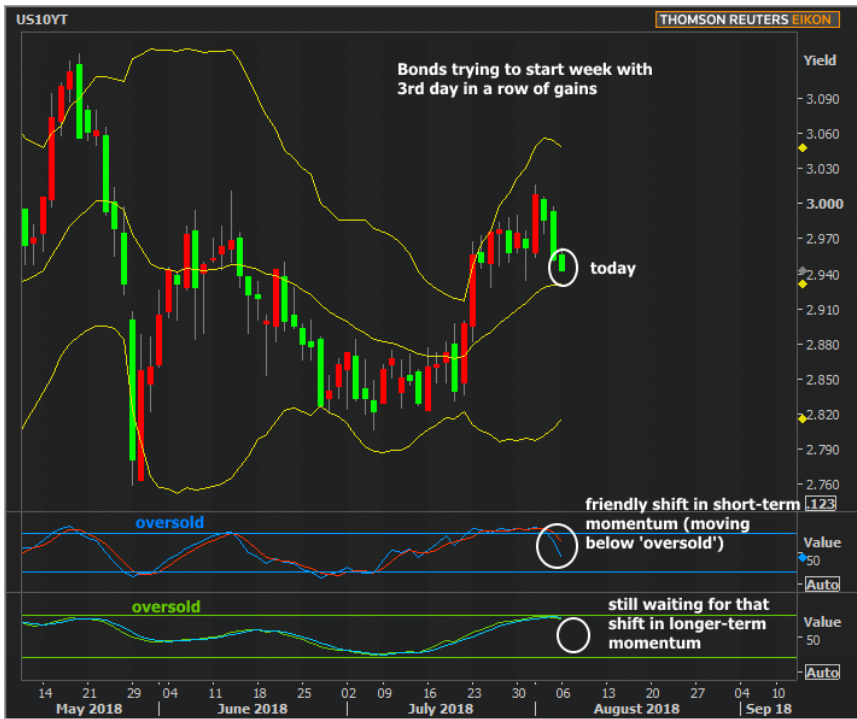 US10YT
THOMSON REUTERS EIKON
Yield
Bonds trying to start week with
3rd day in a row of gains
3.090
3.060
3.030
3.000
2.970
today
2.940
2.910
2.880
2.850
2.820
2.790
2.760
.123
oversold
friendly shift in short-term
momentum (moving
below 'oversold')
Value
50
Auto
oversold
still waiting for that
shift in longer-term
momentum
Value
50
Auto
14 21 29 04 11 18 25 02 09 16 23 30 06 13 20 27 04 10
May 2018 June 2018 July 2018 August 2018 Sep 18